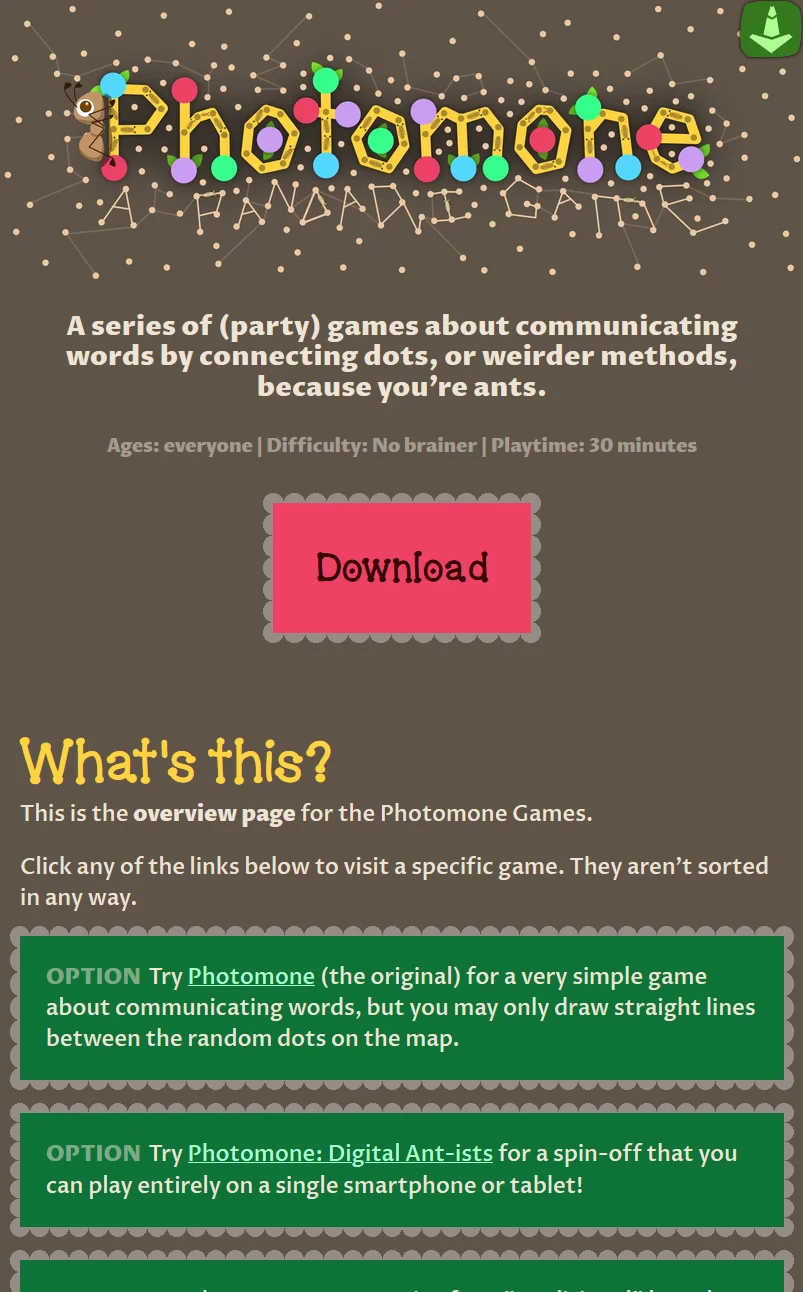 Photomone
A PANDAQI GAME
A series of (party) games about communicating
words by connecting dots, or weirder methods,
because you’re ants.
Ages: everyone | Difficulty: No brainer | Playtime: 30 minutes
Download
What's this?
This is the overview page for the Photomone Games.
Click any of the links below to visit a specific game. They aren’t sorted
in any way.
OPTION Try Photomone (the original) for a very simple game
about communicating words, but you may only draw straight lines
between the random dots on the map.
OPTION Try Photomone: Digital Ant-ists for a spin-off that you
can play entirely on a single smartphone or tablet!